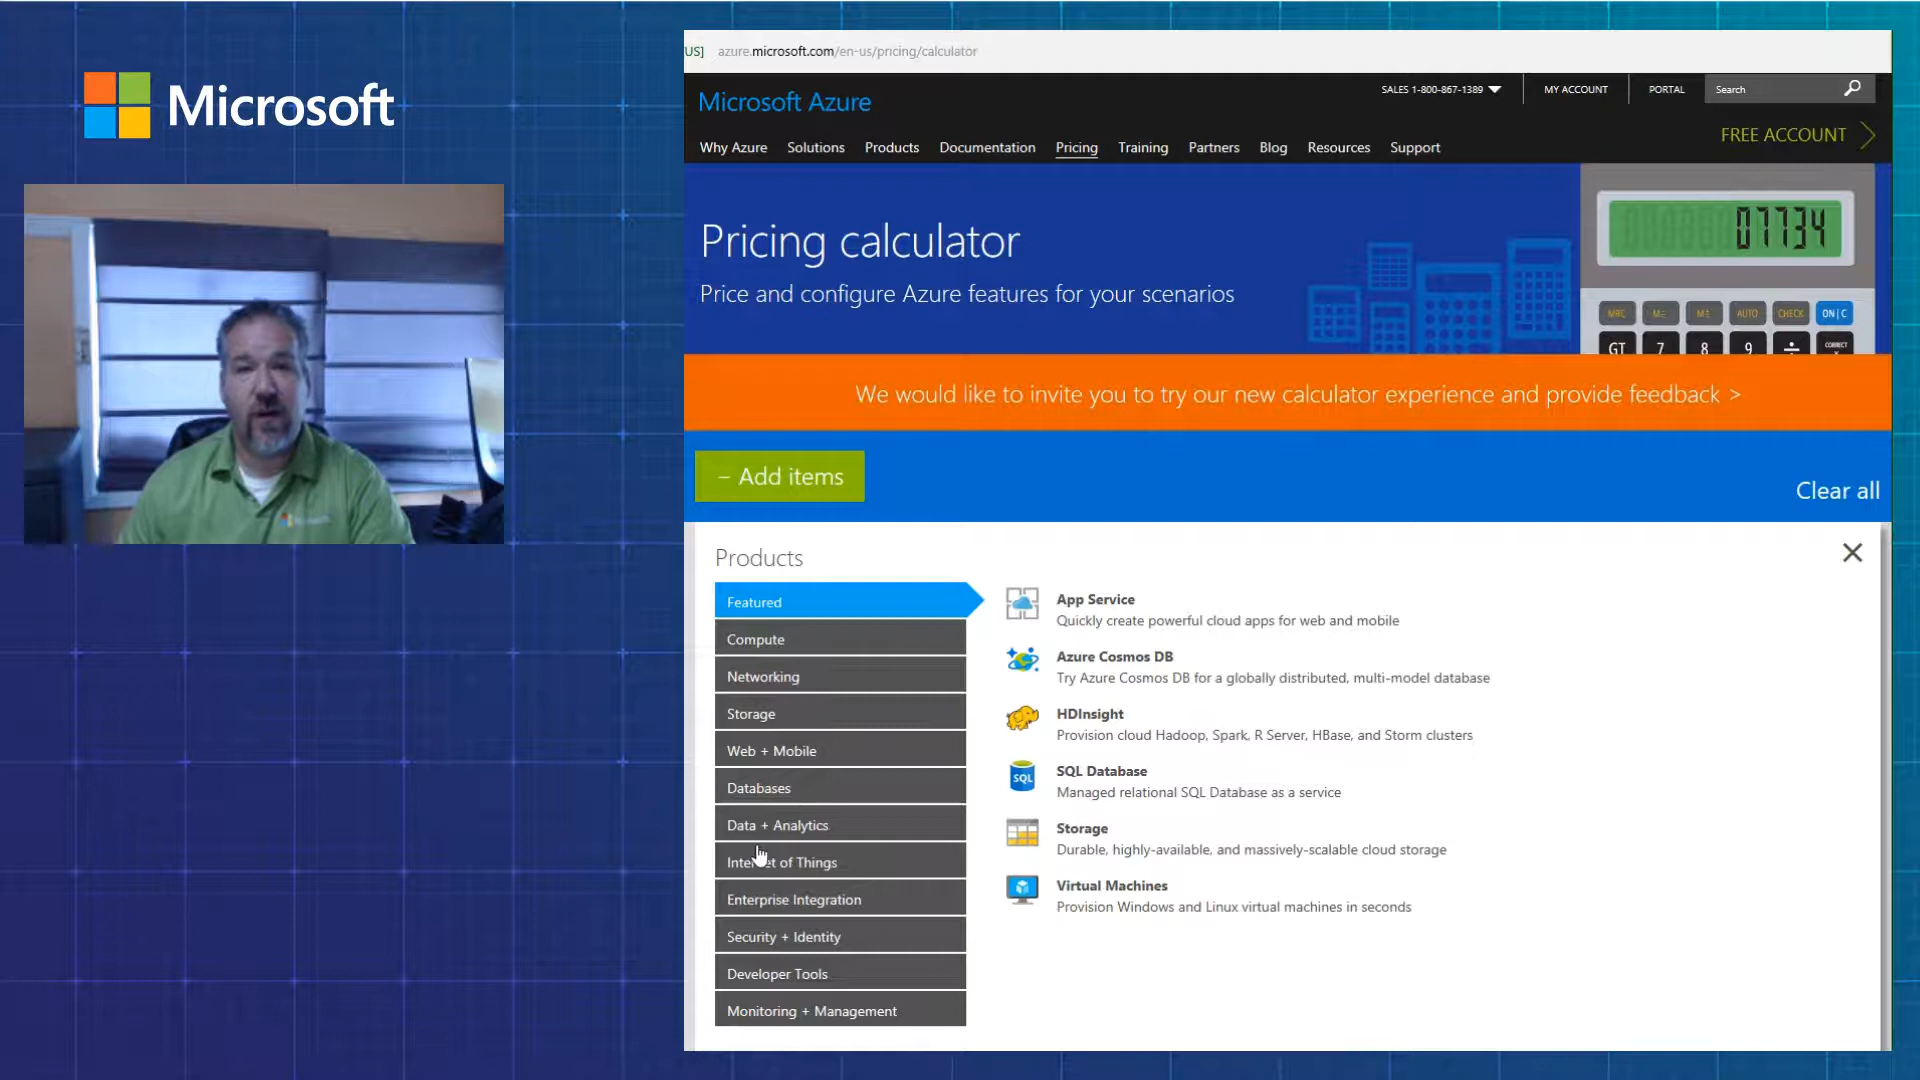 Microsoft
US] azure.microsoft.com/en-us/pricing/calculator
Microsoft Azure
SALES 1-800-867-1389
MY ACCOUNT
PORTAL
Search
FREE ACCOUNT
Why Azure Solutions Products Documentation Pricing Training Partners Blog Resources Support
Pricing calculator
Price and configure Azure features for your scenarios
07734
MRC AUTO CHECK ON|C
GT 7 8 9 ÷ CORRECT
We would like to invite you to try our new calculator experience and provide feedback >
− Add items
Clear all
Products
Featured
Compute
Networking
Storage
Web + Mobile
Databases
Data + Analytics
Internet of Things
Enterprise Integration
Security + Identity
Developer Tools
Monitoring + Management
App Service
Quickly create powerful cloud apps for web and mobile
Azure Cosmos DB
Try Azure Cosmos DB for a globally distributed, multi-model database
HDInsight
Provision cloud Hadoop, Spark, R Server, HBase, and Storm clusters
SQL
SQL Database
Managed relational SQL Database as a service
Storage
Durable, highly-available, and massively-scalable cloud storage
Virtual Machines
Provision Windows and Linux virtual machines in seconds